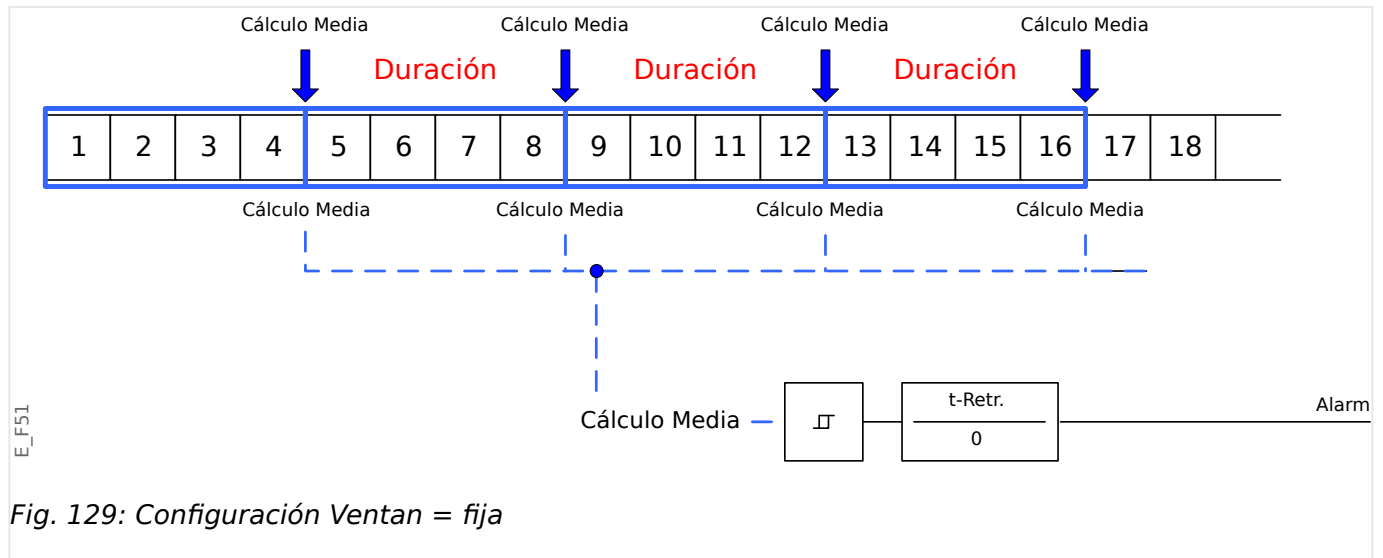 Cálculo Media Cálculo Media Cálculo Media Cálculo Media
Duración Duración Duración
1 2 3 4 5 6 7 8 9 10 11 12 13 14 15 16 17 18
Cálculo Media Cálculo Media Cálculo Media Cálculo Media
t-Retr.
Alarm
Cálculo Media
0
E_F51
Fig. 129: Configuración Ventan = fija